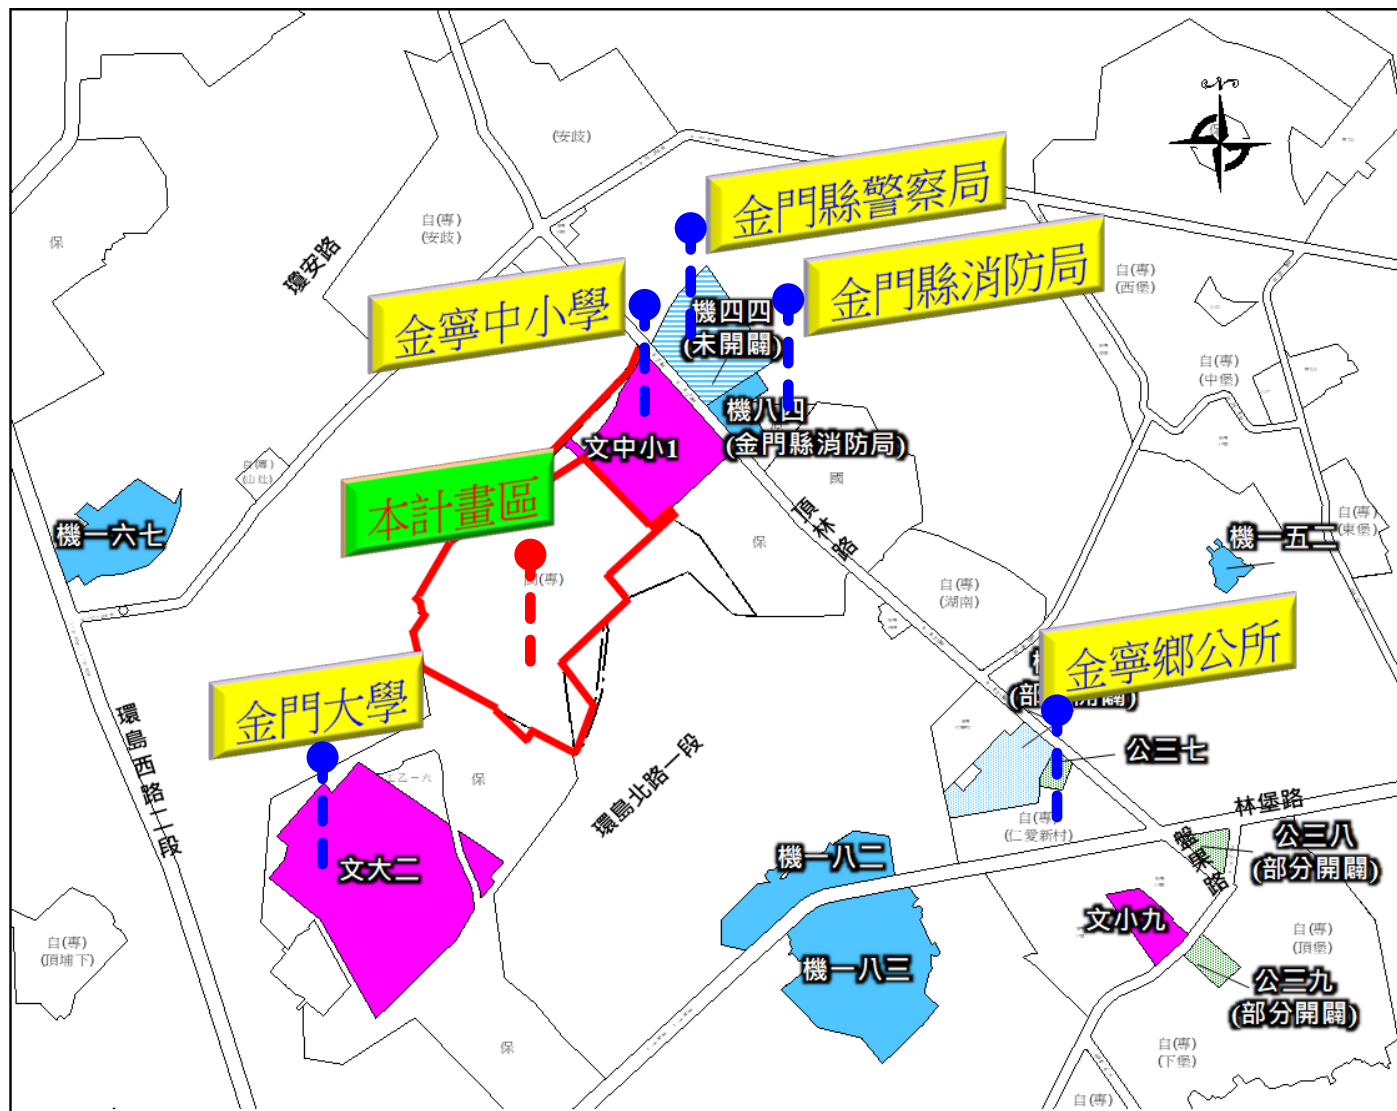 (安歧)
金門縣警察局
自(專)
(安歧)
保
瓊安路
金門縣消防局
自(專)
(西堡)
金寧中小學
機四四
(未開闢)
自(專)
(中堡)
機八四
(金門縣消防局)
文中小1
自(專)
(山灶)
國
本計畫區
頂林路
自(專)
(東堡)
機一六七
保
機一五二
(專)
自(專)
(湖南)
金寧鄉公所
金門大學
公三七
環島西路二段
環島北路一段
保
林堡路
自(專)
(仁愛新村)
公三八
(部分開闢)
機一八二
文大二
文小九
自(專)
(頂堡)
自(專)
(頂埔下)
機一八三
公三九
(部分開闢)
保
自(專)
(下堡)
自(專)